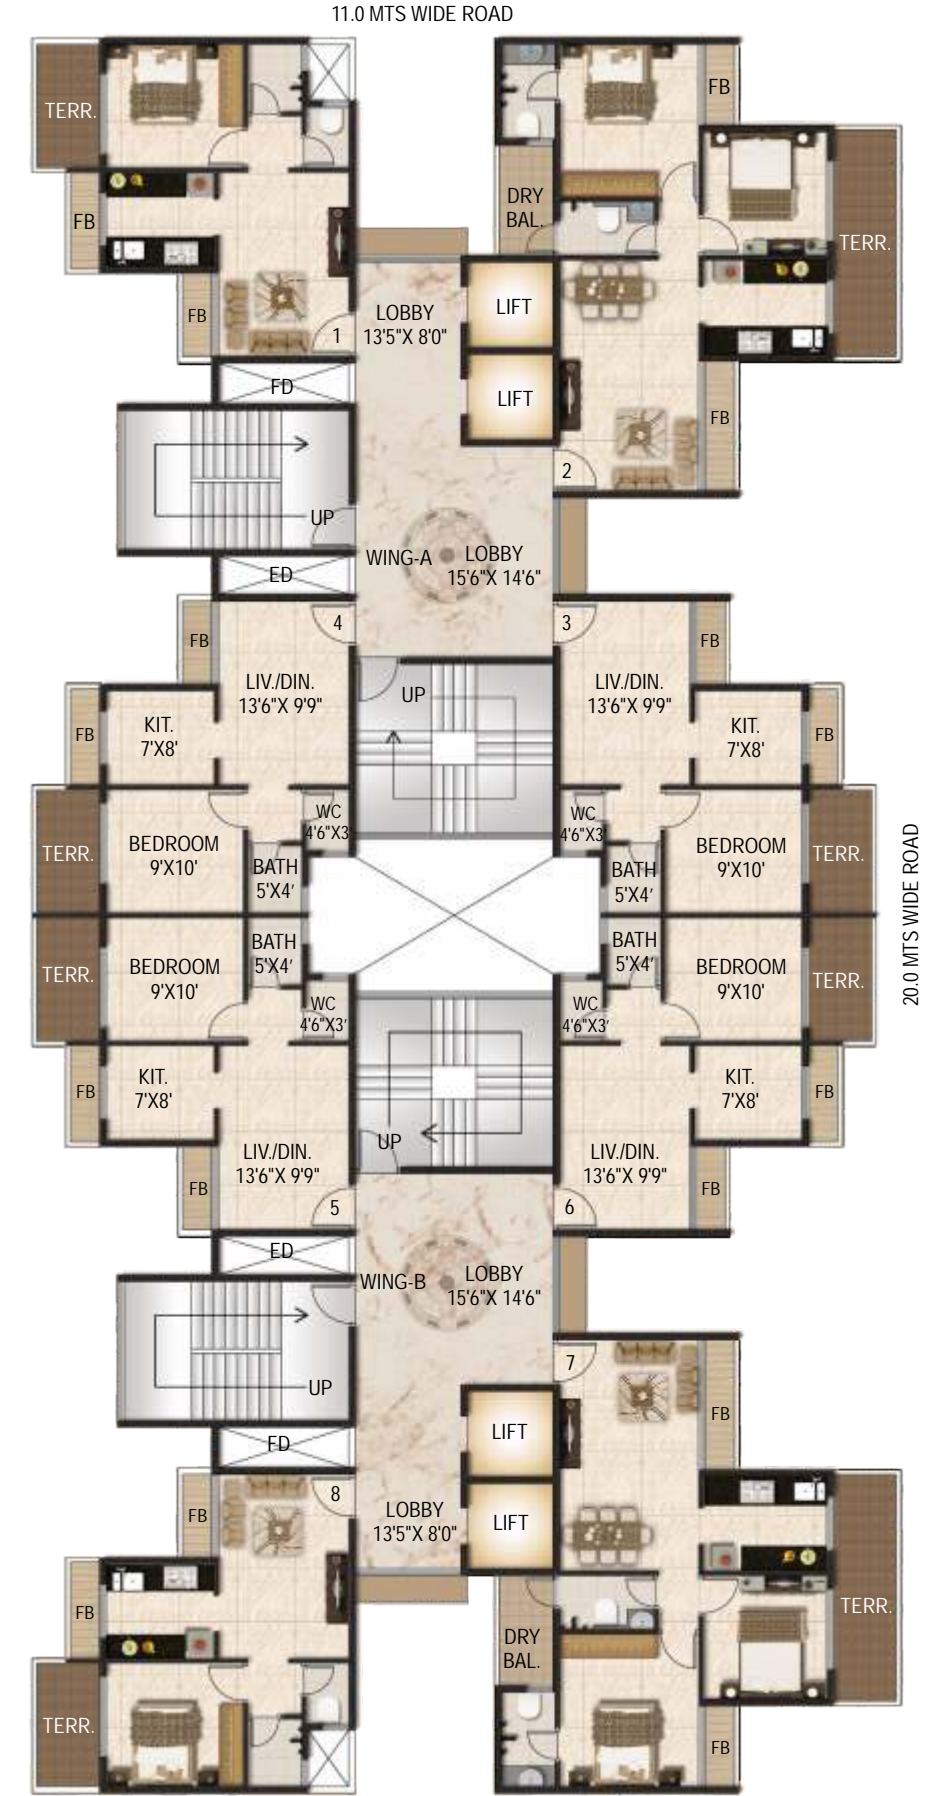 11.0 MTS WIDE ROAD
TERR.
FB
FB
1
FD
UP
ED
LOBBY
13'5"X 8'0"
LIFT
LIFT
DRY
BAL.
FB
TERR.
FB
2
WING-A
LOBBY
15'6"X 14'6"
FB
4
LIV./DIN.
13'6"X 9'9"
FB
KIT.
7'X8'
UP
3
FB
LIV./DIN.
13'6"X 9'9"
KIT.
7'X8'
FB
TERR.
BEDROOM
9'X10'
WC
4'6"X3'
BATH
5'X4'
WC
4'6"X3'
BATH
5'X4'
BEDROOM
9'X10'
TERR.
20.0 MTS WIDE ROAD
TERR.
BEDROOM
9'X10'
BATH
5'X4'
WC
4'6"X3'
BATH
5'X4'
WC
4'6"X3'
BEDROOM
9'X10'
TERR.
FB
KIT.
7'X8'
LIV./DIN.
13'6"X 9'9"
FB
5
UP
KIT.
7'X8'
FB
LIV./DIN.
13'6"X 9'9"
FB
6
ED
WING-B
LOBBY
15'6"X 14'6"
UP
7
FB
FD
LIFT
LIFT
LOBBY
13'5"X 8'0"
8
FB
FB
TERR.
DRY
BAL.
TERR.
FB